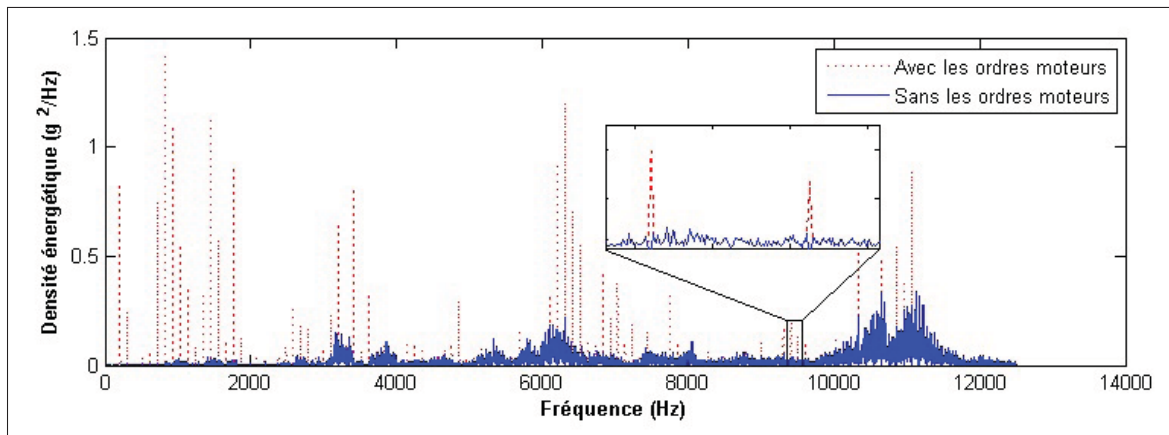 1.5
1
0.5
0
Densité énergétique (g ²/Hz)
Avec les ordres moteurs
Sans les ordres moteurs
0 2000 4000 6000 8000 10000 12000 14000
Fréquence (Hz)